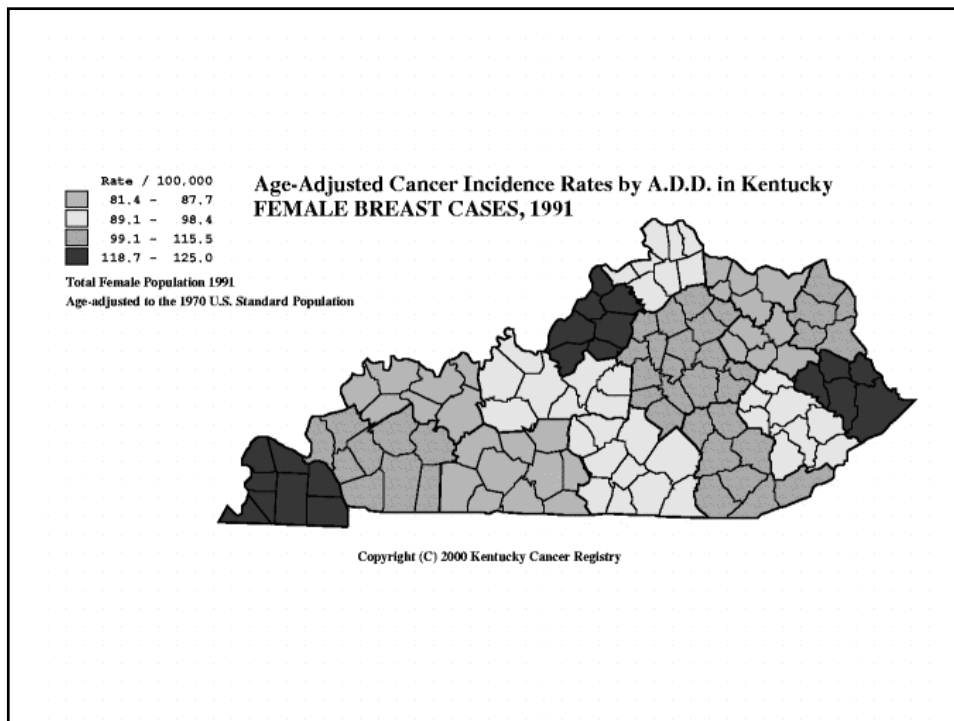 Rate / 100,000
81.4 - 87.7
89.1 - 98.4
99.1 - 115.5
118.7 - 125.0
Age-Adjusted Cancer Incidence Rates by A.D.D. in Kentucky
FEMALE BREAST CASES, 1991
Total Female Population 1991
Age-adjusted to the 1970 U.S. Standard Population
Copyright (C) 2000 Kentucky Cancer Registry